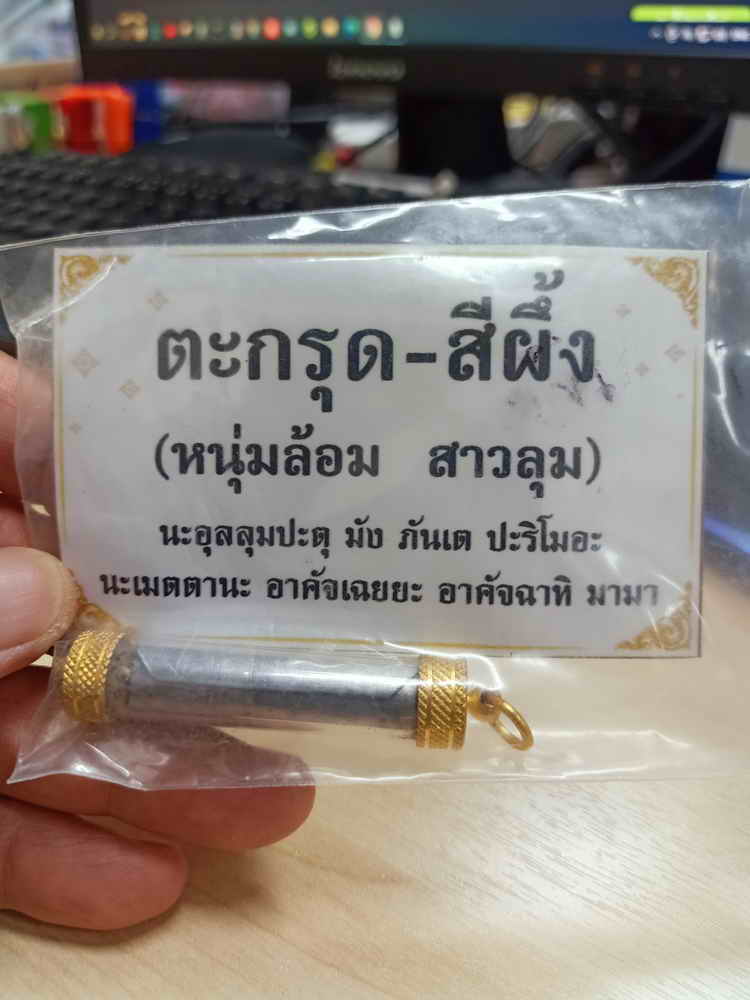 lenovo
ตะกรุด-สีผึ้ง
(หนุ่มล้อม สาวลุม)
นะอุลลุมปะตุ มัง ภันเต ปะริโมอะ
นะเมตตานะ อาคัจเฉยยะ อาคัจฉาทิ มามา